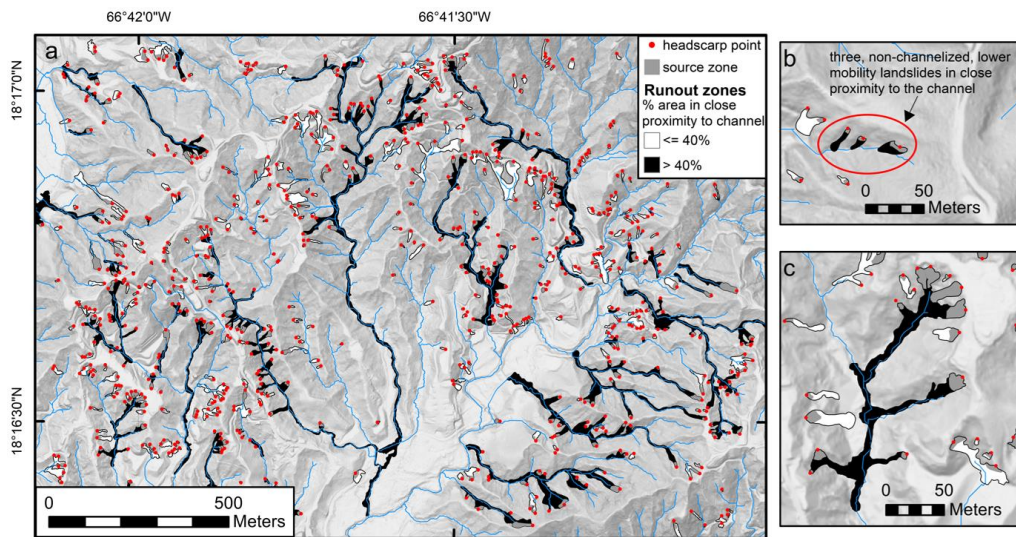 66°42'0"W
66°41'30"W
18°17'0"N
18°16'30"N
a
headscarp point
source zone
Runout zones
% area in close
proximity to channel
<= 40%
> 40%
0 500
Meters
b
three, non-channelized, lower
mobility landslides in close
proximity to the channel
0 50
Meters
c
0 50
Meters